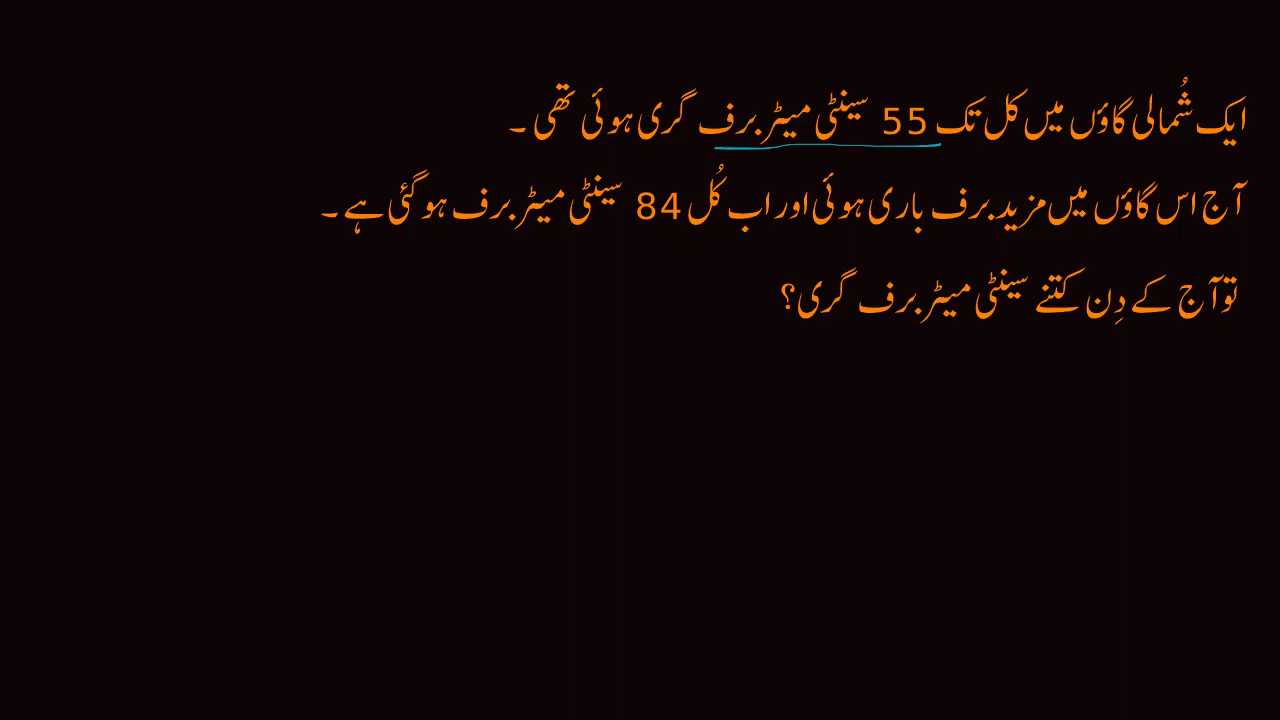 ایک شُمالی گاؤں میں کل تک 55 سینٹی میٹر برف گری ہوئی تھی ۔
آج اس گاؤں میں مزید برف باری ہوئی اور اب کُل 84 سینٹی میٹر برف ہو گئی ہے ۔
تو آج کے دِن کتنے سینٹی میٹر برف گری؟